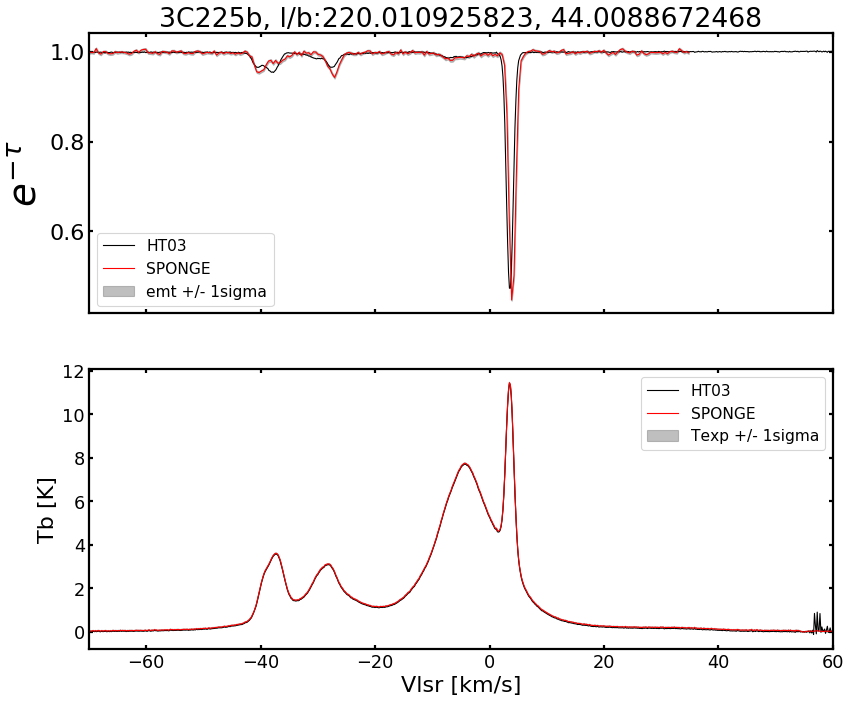 3C225b, l/b:220.010925823, 44.0088672468
1.0
0.8
0.6
e^{−τ}
HT03
SPONGE
emt +/- 1sigma
12
10
8
6
4
2
0
Tb [K]
HT03
SPONGE
Texp +/- 1sigma
−60 −40 −20 0 20 40 60
Vlsr [km/s]